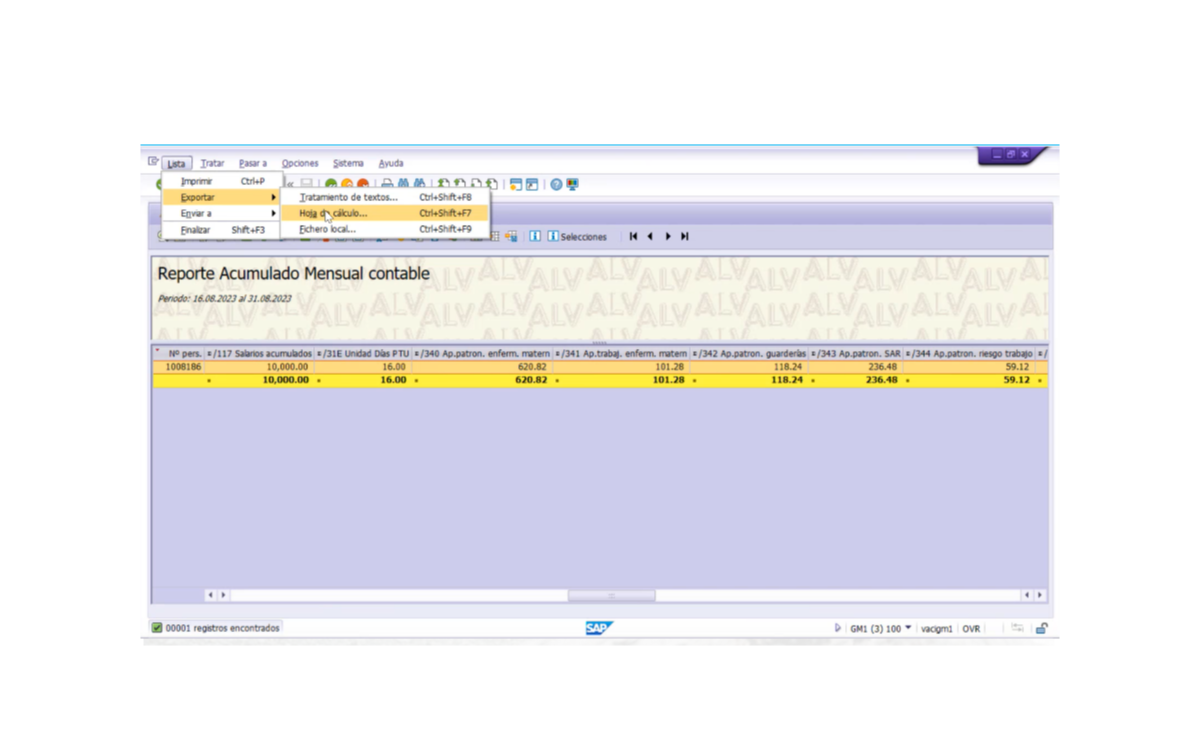 Lista Tratar Pasar a Opciones Sistema Ayuda
Imprimir Ctrl+P
Exportar
Enviar a
Finalizar Shift+F3
Tratamiento de textos... Ctrl+Shift+F8
Hoja de cálculo... Ctrl+Shift+F7
Fichero local... Ctrl+Shift+F9
Selecciones
Reporte Acumulado Mensual contable
Periodo: 16.08.2023 al 31.08.2023
Nº pers. /117 Salarios acumulados /31E Unidad Días PTU /340 Ap.patron. enferm. matern /341 Ap.trabaj. enferm. matern /342 Ap.patron. guarderías /343 Ap.patron. SAR /344 Ap.patron. riesgo trabajo
1008186 10,000.00 16.00 620.82 101.28 118.24 236.48 59.12
10,000.00 16.00 620.82 101.28 118.24 236.48 59.12
00001 registros encontrados
SAP
GM1 (3) 100 vacigm1 OVR